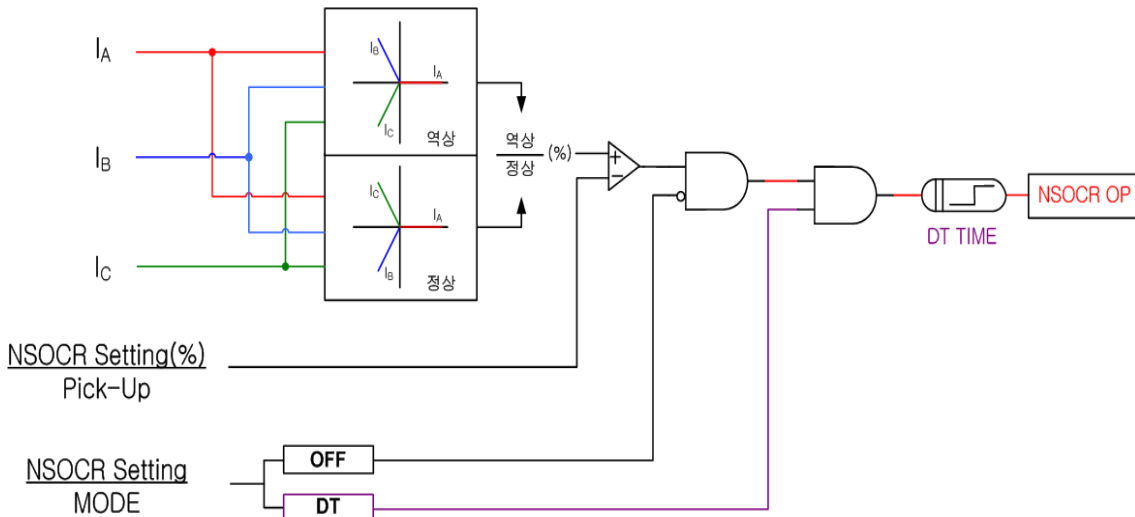 I_A
I_B
I_C
I_B
I_A
I_C
역상
I_C
I_A
I_B
정상
역상
정상
(%)
+
−
NSOCR OP
DT TIME
NSOCR Setting(%)
Pick-Up
NSOCR Setting
MODE
OFF
DT